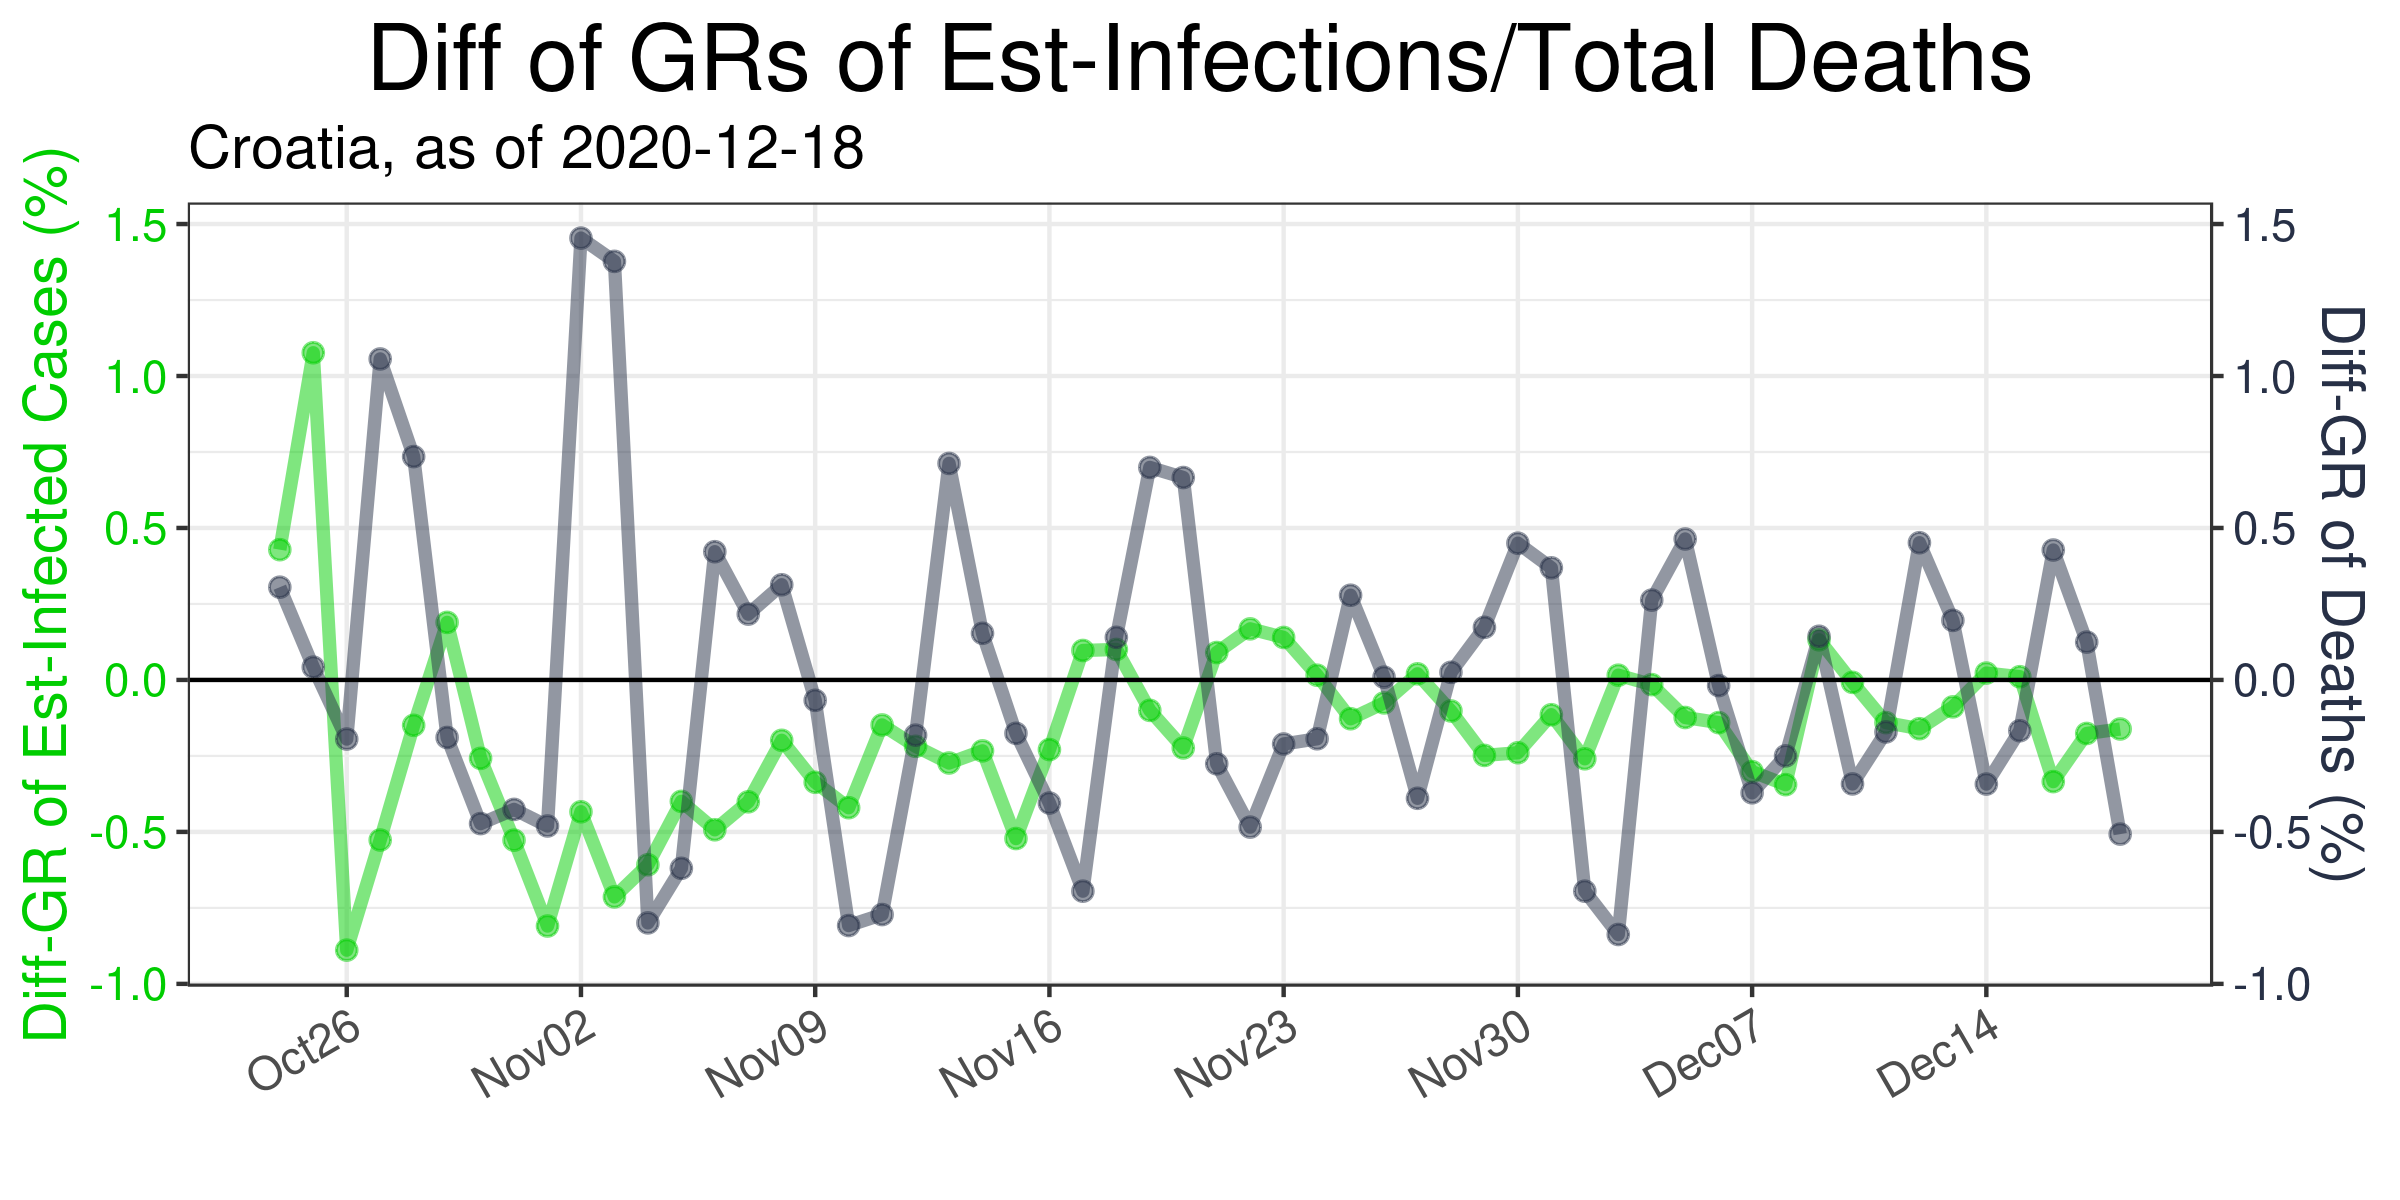 Diff of GRs of Est-Infections/Total Deaths
Croatia, as of 2020-12-18
Diff-GR of Est-Infected Cases (%)
1.5
1.0
0.5
0.0
-0.5
-1.0
1.5
1.0
0.5
0.0
-0.5
-1.0
Diff-GR of Deaths (%)
Oct26
Nov02
Nov09
Nov16
Nov23
Nov30
Dec07
Dec14